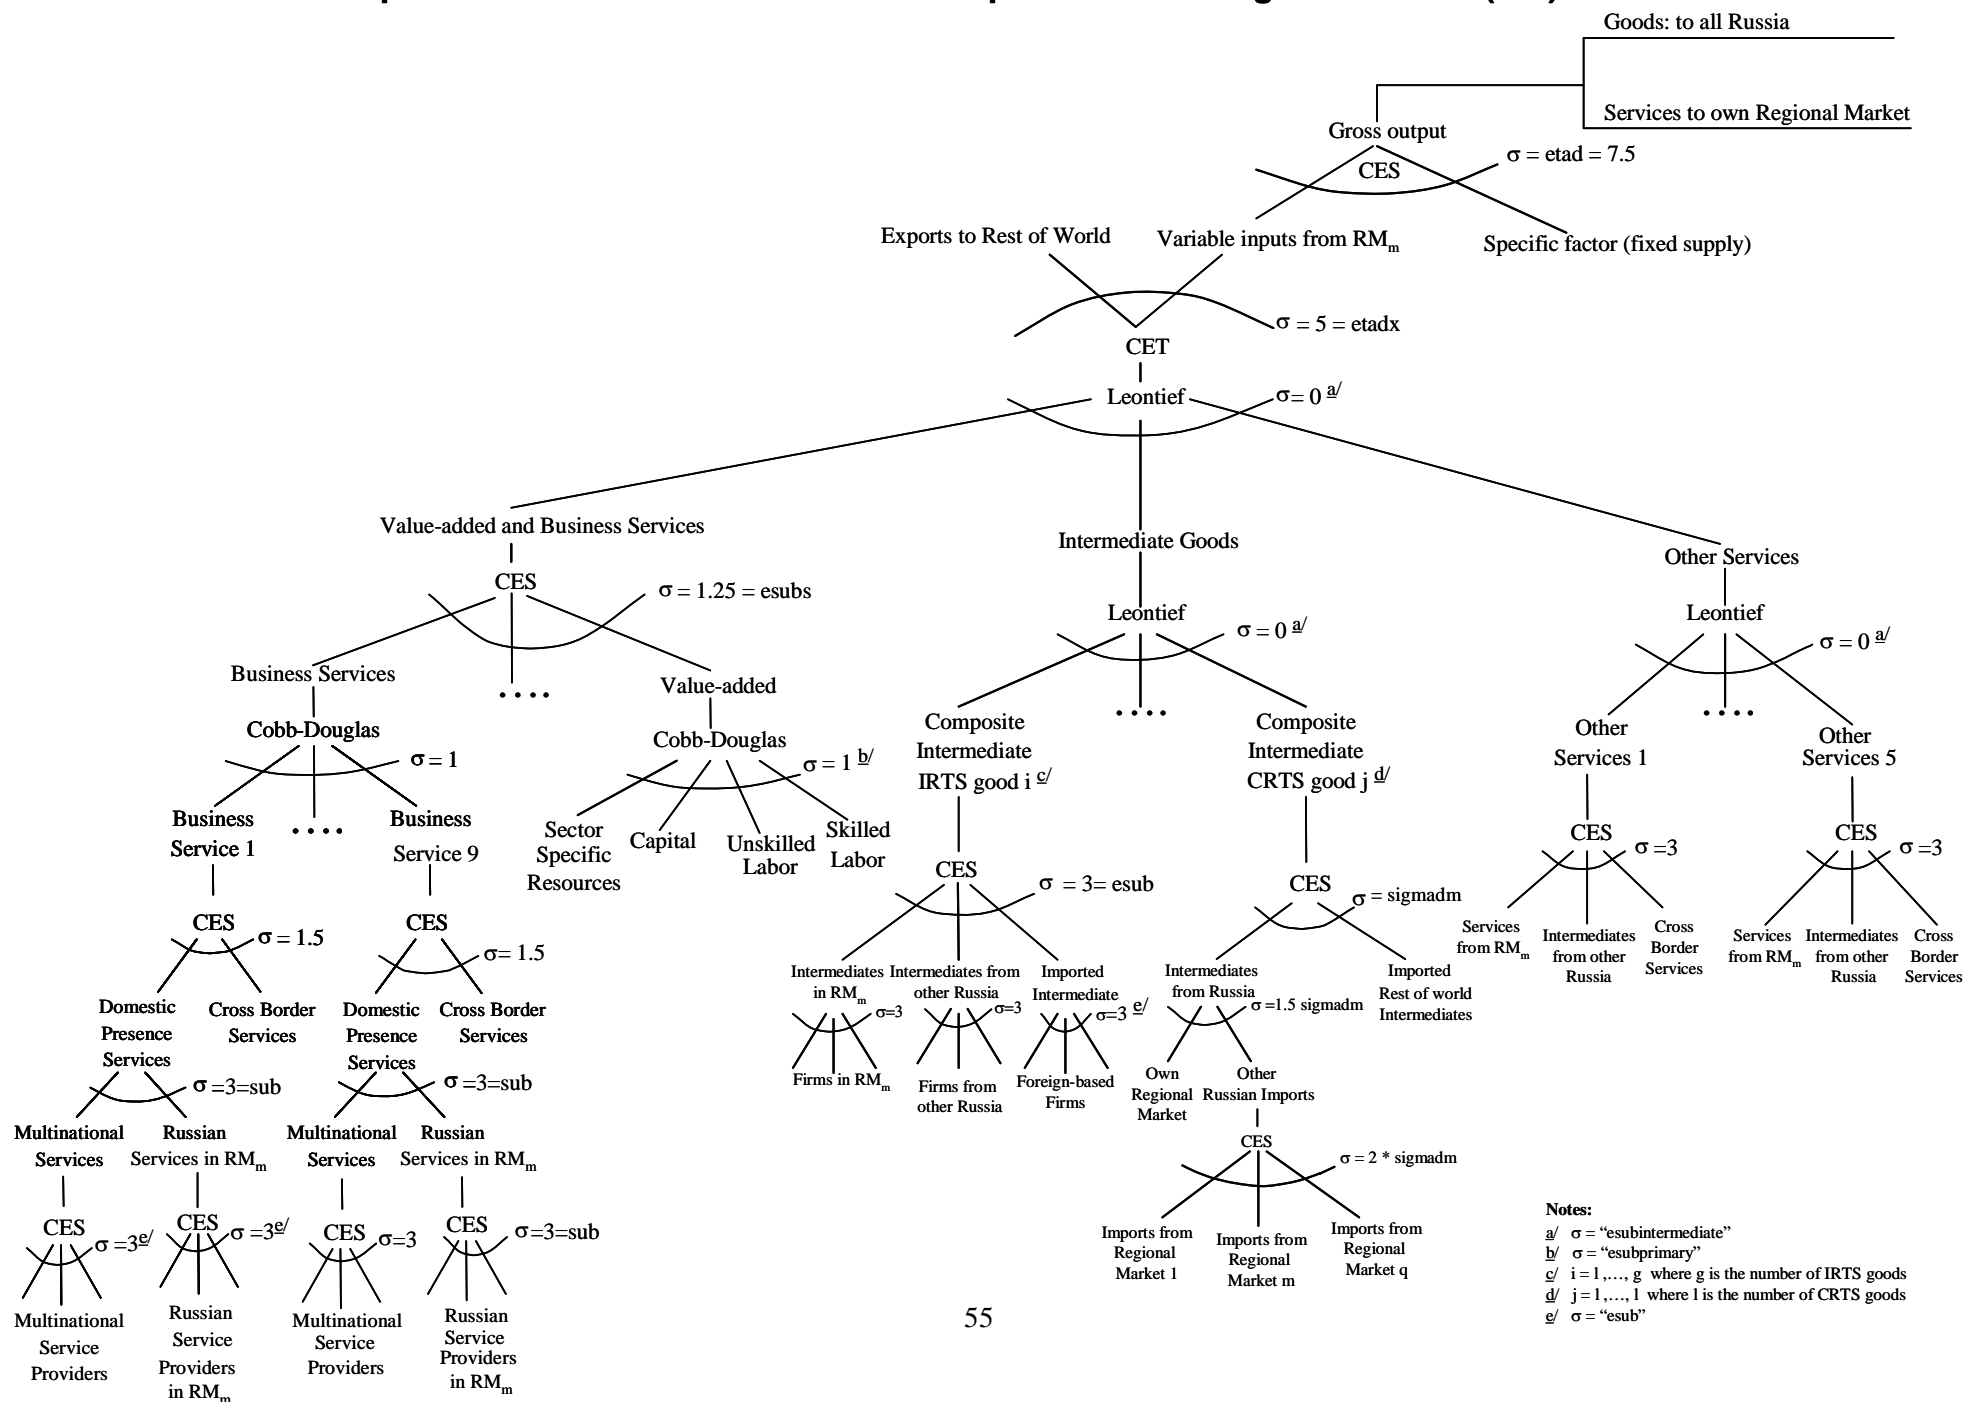 Goods: to all Russia
Services to own Regional Market
Gross output
CES
σ = etad = 7.5
Exports to Rest of World
Variable inputs from RMm
Specific factor (fixed supply)
σ = 5 = etadx
CET
Leontief
σ= 0 a/
Value-added and Business Services
CES
σ = 1.25 = esubs
Business Services
. . . .
Value-added
Cobb-Douglas
σ = 1
Cobb-Douglas
σ = 1 b/
Business
Service 1
. . . .
Business
Service 9
Sector
Specific
Resources
Capital
Unskilled
Labor
Skilled
Labor
CES
σ = 1.5
CES
σ= 1.5
Domestic
Presence
Services
Cross Border
Services
Domestic
Presence
Services
Cross Border
Services
σ =3=sub
σ =3=sub
Multinational
Services
Russian
Services in RMm
Multinational
Services
Russian
Services in RMm
CES
σ =3e/
CES
σ =3e/
CES
σ=3
CES
σ=3=sub
Multinational
Service
Providers
Russian
Service
Providers
in RMm
Multinational
Service
Providers
Russian
Service
Providers
in RMm
Intermediate Goods
Leontief
σ = 0 a/
Composite
Intermediate
IRTS good i c/
. . . .
Composite
Intermediate
CRTS good j d/
CES
σ = 3= esub
CES
σ = sigmadm
Intermediates
in RMm
σ=3
Intermediates from
other Russia
σ=3
Imported
Intermediate
σ=3 e/
Firms in RMm
Firms from
other Russia
Foreign-based
Firms
Intermediates
from Russia
σ =1.5 sigmadm
Imported
Rest of world
Intermediates
Own
Regional
Market
Other
Russian Imports
CES
σ = 2 * sigmadm
Imports from
Regional
Market 1
Imports from
Regional
Market m
Imports from
Regional
Market q
Other Services
Leontief
σ = 0 a/
Other
Services 1
. . . .
Other
Services 5
CES
σ =3
CES
σ =3
Services
from RMm
Intermediates
from other
Russia
Cross
Border
Services
Services
from RMm
Intermediates
from other
Russia
Cross
Border
Services
Notes:
a/ σ = “esubintermediate”
b/ σ = “esubprimary”
c/ i = 1,…, g where g is the number of IRTS goods
d/ j = 1,…, l where l is the number of CRTS goods
e/ σ = “esub”
55